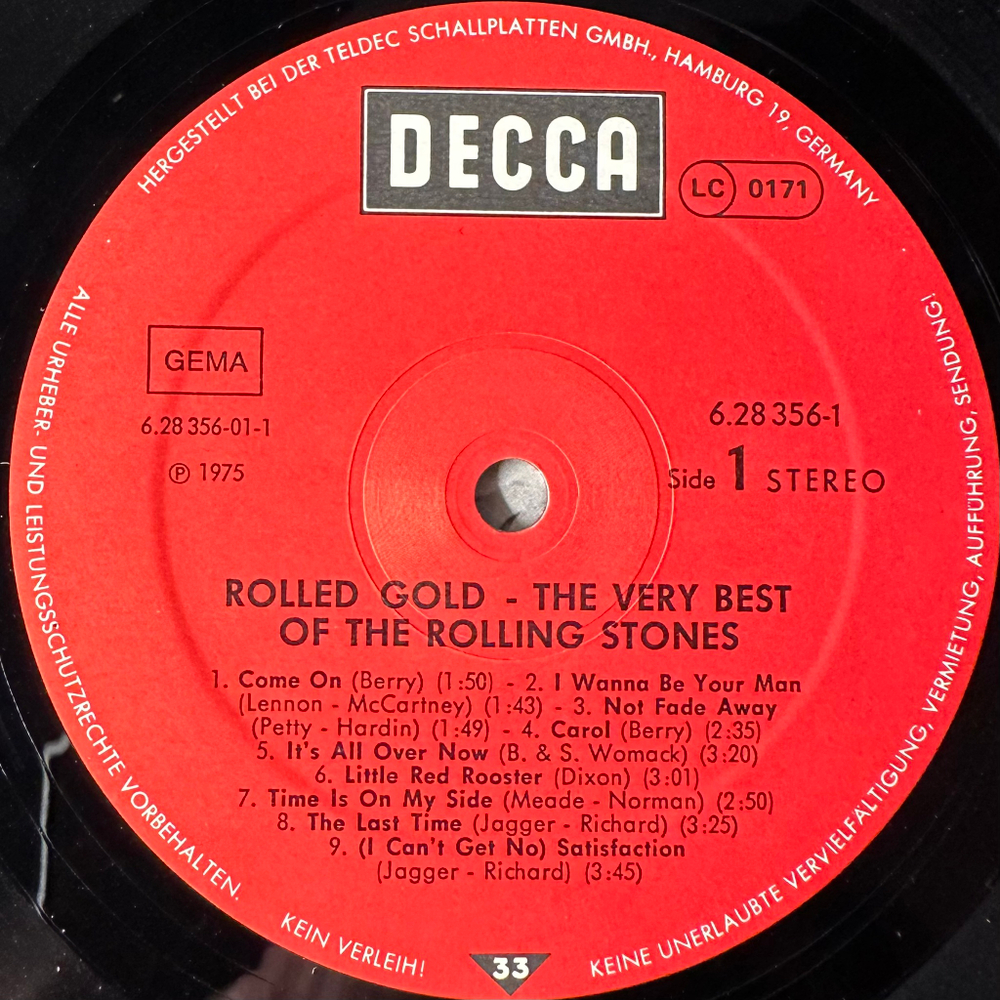 HERGESTELLT BEI DER TELDEC SCHALLPLATTEN GMBH., HAMBURG 19, GERMANY
DECCA
LC 0171
GEMA
6.28 356-01-1
℗ 1975
6.28 356-1
Side 1 STEREO
ROLLED GOLD - THE VERY BEST
OF THE ROLLING STONES
1. Come On (Berry) (1:50) - 2. I Wanna Be Your Man
(Lennon - McCartney) (1:43) - 3. Not Fade Away
(Petty - Hardin) (1:49) - 4. Carol (Berry) (2:35)
5. It's All Over Now (B. & S. Womack) (3:20)
6. Little Red Rooster (Dixon) (3:01)
7. Time Is On My Side (Meade - Norman) (2:50)
8. The Last Time (Jagger - Richard) (3:25)
9. (I Can't Get No) Satisfaction
(Jagger - Richard) (3:45)
ALLE URHEBER- UND LEISTUNGSSCHUTZRECHTE VORBEHALTEN.
KEIN VERLEIH!
33
KEINE UNERLAUBTE VERVIELFÄLTIGUNG, VERMIETUNG, AUFFÜHRUNG, SENDUNG!